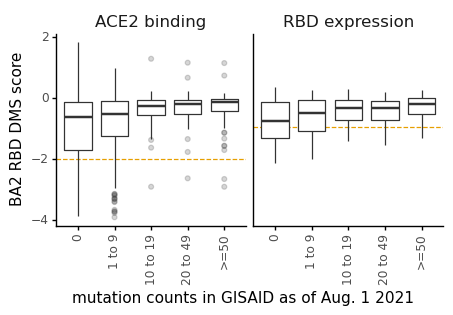 ACE2 binding
RBD expression
BA2 RBD DMS score
2
0
−2
−4
0
1 to 9
10 to 19
20 to 49
>=50
0
1 to 9
10 to 19
20 to 49
>=50
mutation counts in GISAID as of Aug. 1 2021